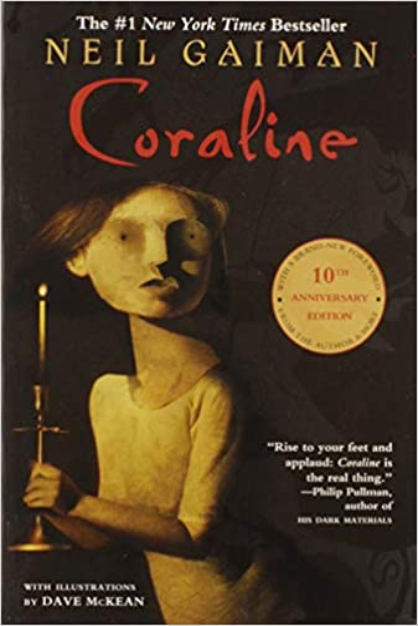 The #1 New York Times Bestseller
NEIL GAIMAN
Coraline
WITH A BRAND-NEW FOREWORD
10TH
ANNIVERSARY
EDITION
FROM THE AUTHOR & MORE
"Rise to your feet and
applaud: Coraline is
the real thing."
—Philip Pullman,
author of
HIS DARK MATERIALS
WITH ILLUSTRATIONS
BY DAVE McKEAN